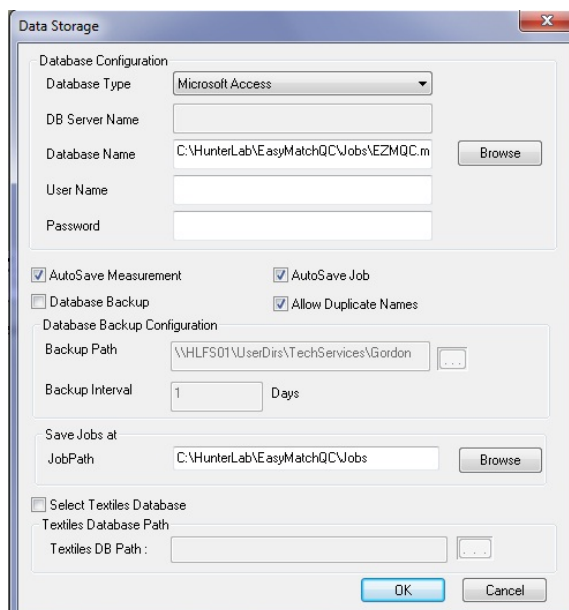 Data Storage
Database Configuration
Database Type Microsoft Access
DB Server Name
Database Name C:\HunterLab\EasyMatchQC\Jobs\EZMQC.m Browse
User Name
Password
AutoSave Measurement AutoSave Job
Database Backup Allow Duplicate Names
Database Backup Configuration
Backup Path \\HLFS01\UserDirs\TechServices\Gordon ...
Backup Interval 1 Days
Save Jobs at
JobPath C:\HunterLab\EasyMatchQC\Jobs Browse
Select Textiles Database
Textiles Database Path
Textiles DB Path : ...
OK Cancel